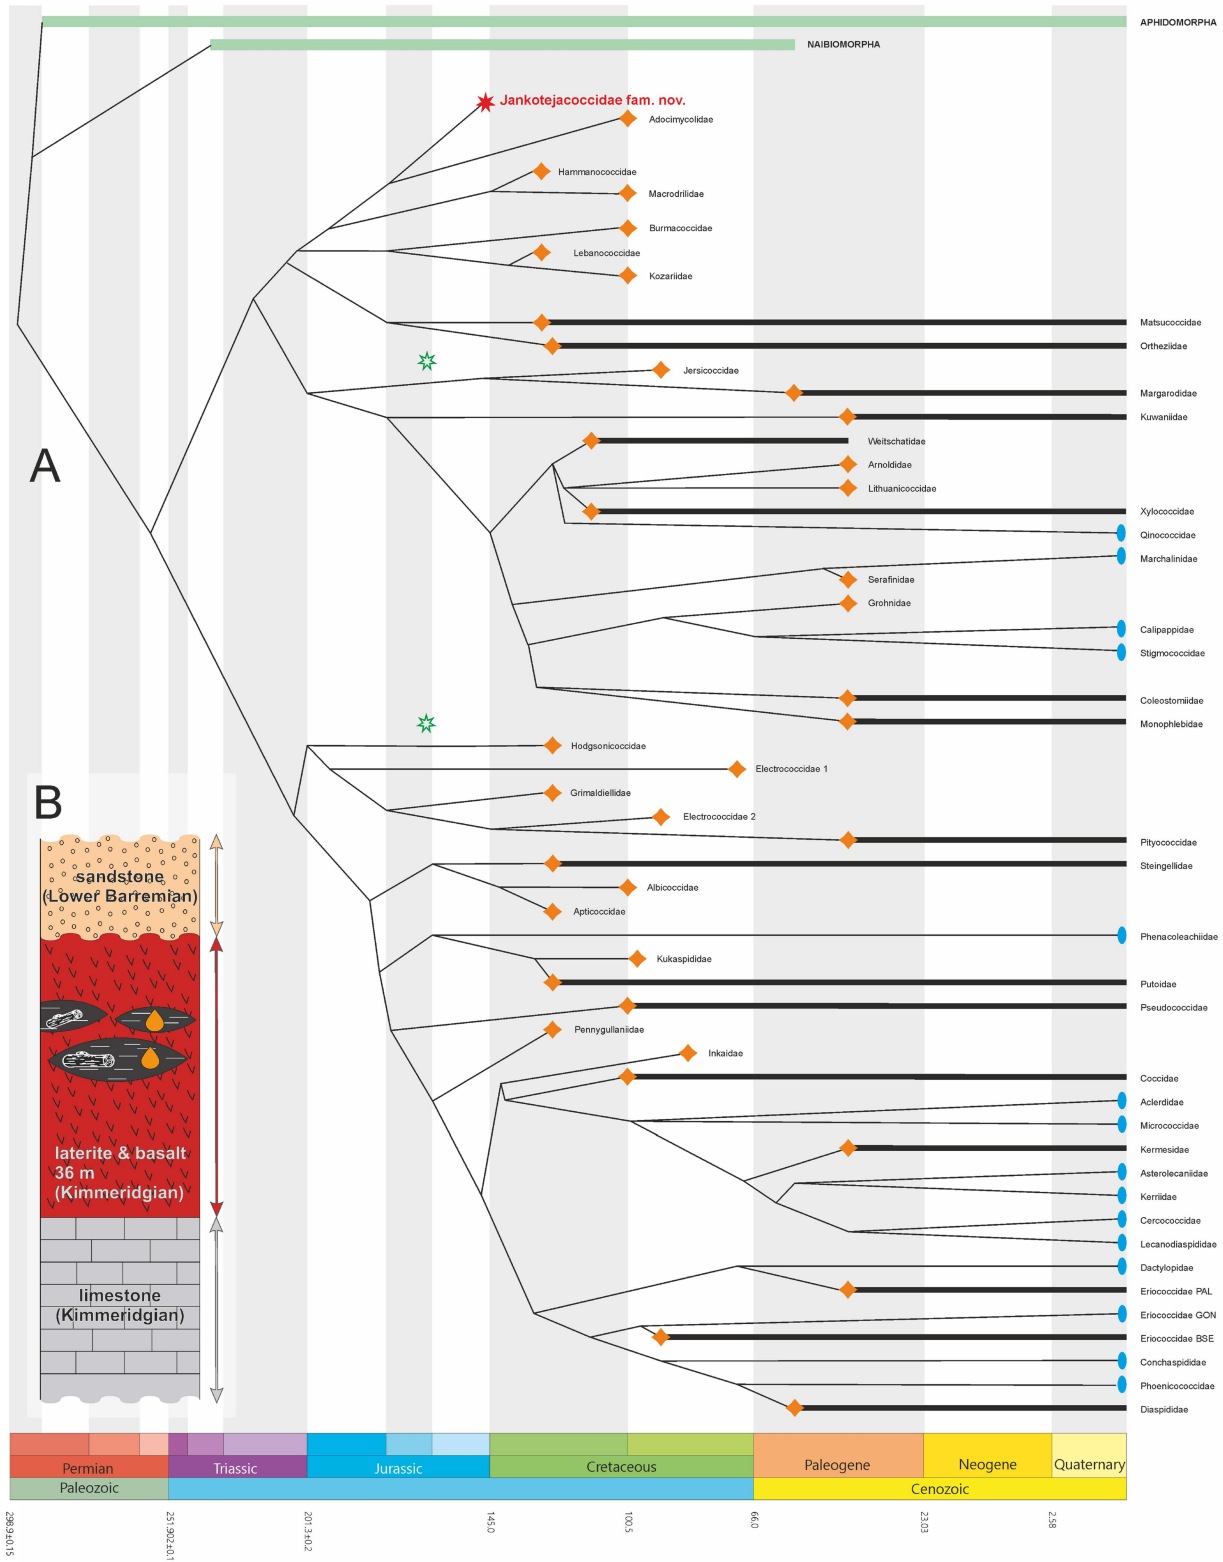 APHIDOMORPHA
NAIBIOMORPHA
Jankotejacoccidae fam. nov.
Adocimycolidae
Hammanococcidae
Macrodrilidae
Burmacoccidae
Lebanococcidae
Kozariidae
Matsucoccidae
Ortheziidae
Jersicoccidae
Margarodidae
Kuwaniidae
Weitschatidae
A
Arnoldidae
Lithuanicoccidae
Xylococcidae
Qinococcidae
Marchalinidae
Serafinidae
Grohnidae
Calipappidae
Stigmococcidae
Coleostomiidae
Monophlebidae
Hodgsonicoccidae
Electrococcidae 1
Grimaldiellidae
B
Electrococcidae 2
Pityococcidae
Steingellidae
Albicoccidae
Apticoccidae
Phenacoleachiidae
Kukaspididae
Putoidae
Pseudococcidae
Pennygullaniidae
Inkaidae
Coccidae
Aclerdidae
Micrococcidae
Kermesidae
Asterolecaniidae
Kerriidae
Cercococcidae
Lecanodiaspididae
Dactylopidae
Eriococcidae PAL
Eriococcidae GON
Eriococcidae BSE
Conchaspididae
Phoenicococcidae
Diaspididae
sandstone
(Lower Barremian)
laterite & basalt
36 m
(Kimmeridgian)
limestone
(Kimmeridgian)
Permian Triassic Jurassic Cretaceous Paleogene Neogene Quaternary
Paleozoic Cenozoic
298.9±0.15 251.902±0.1 201.3±0.2 145.0 100.5 66.0 23.03 2.58